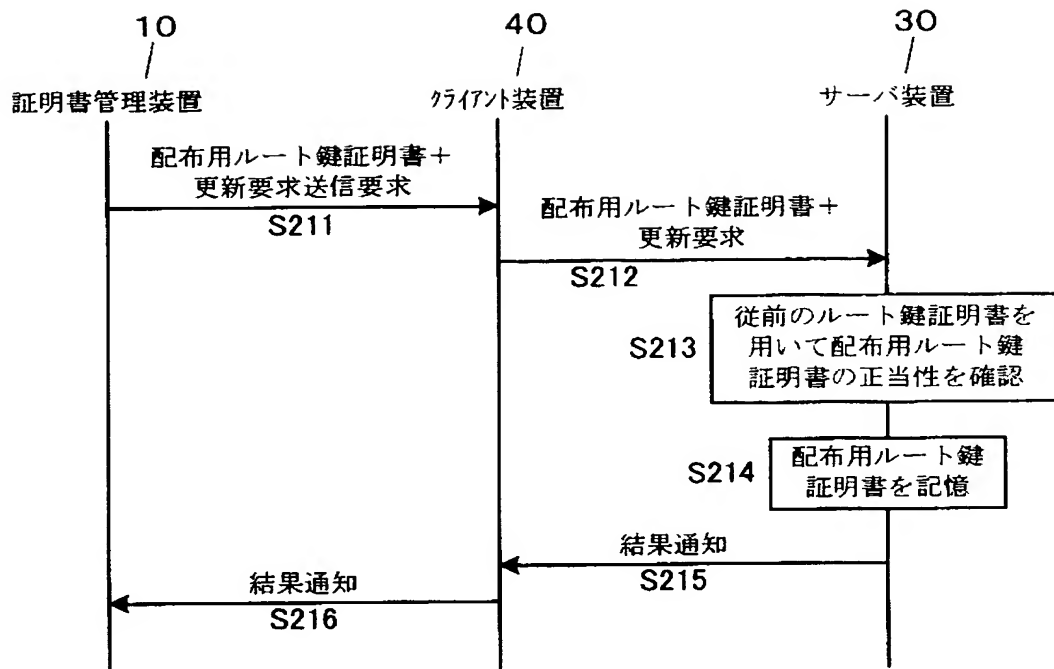 10
40
30
証明書管理装置
クライアント装置
サーバ装置
配布用ルート鍵証明書+
更新要求送信要求
S211
配布用ルート鍵証明書+
更新要求
S212
S213
従前のルート鍵証明書を
用いて配布用ルート鍵
証明書の正当性を確認
S214
配布用ルート鍵
証明書を記憶
結果通知
S215
結果通知
S216